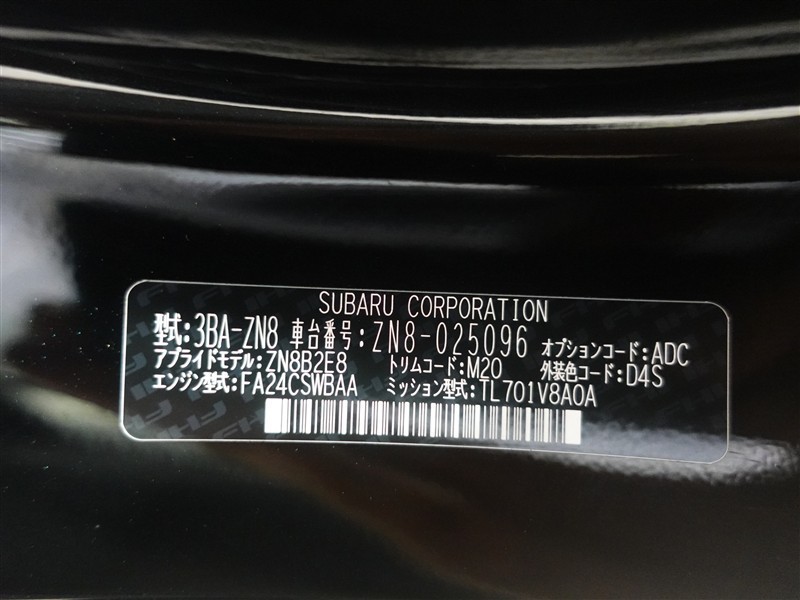 SUBARU CORPORATION
型式:3BA-ZN8 車台番号:ZN8-025096 オプションコード:ADC
アプライドモデル:ZN8B2E8 トリムコード:M20 外装色コード:D4S
エンジン型式:FA24CSWBAA ミッション型式:TL701V8A0A